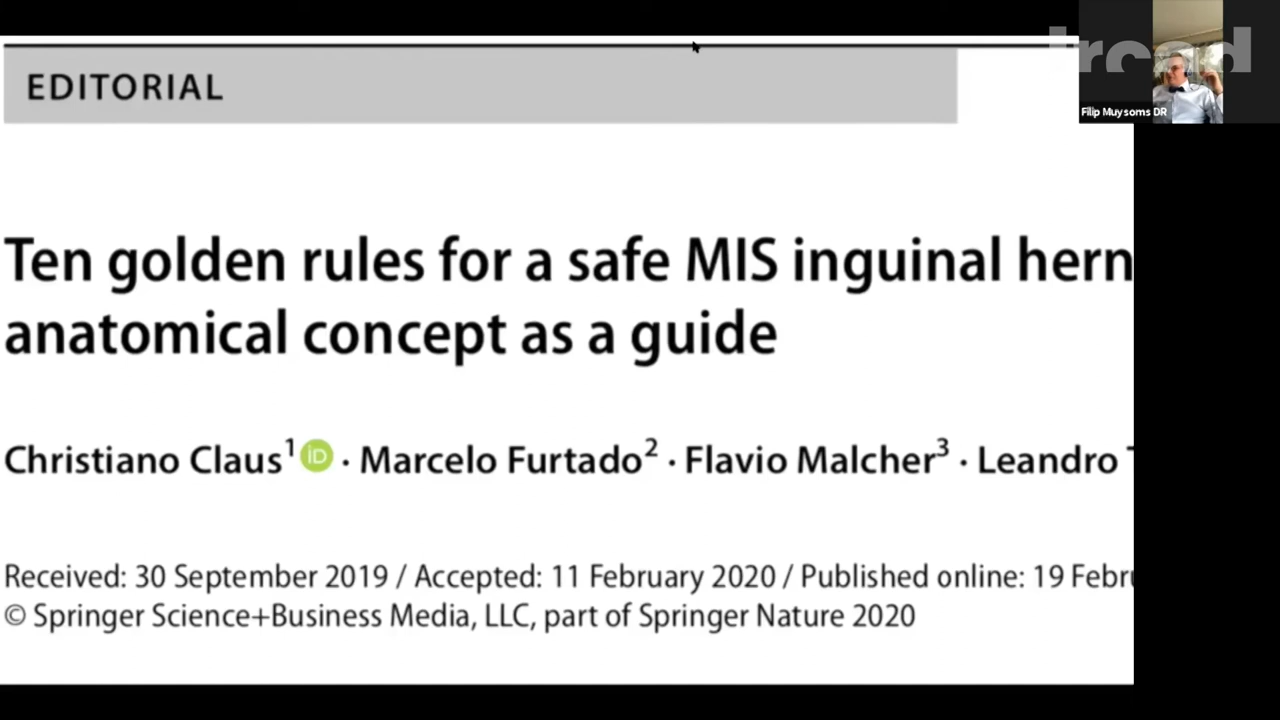 EDITORIAL
ircad
Filip Muysoms DR
Ten golden rules for a safe MIS inguinal hern
anatomical concept as a guide
Christiano Claus1 iD · Marcelo Furtado2 · Flavio Malcher3 · Leandro
Received: 30 September 2019 / Accepted: 11 February 2020 / Published online: 19 Febru
© Springer Science+Business Media, LLC, part of Springer Nature 2020